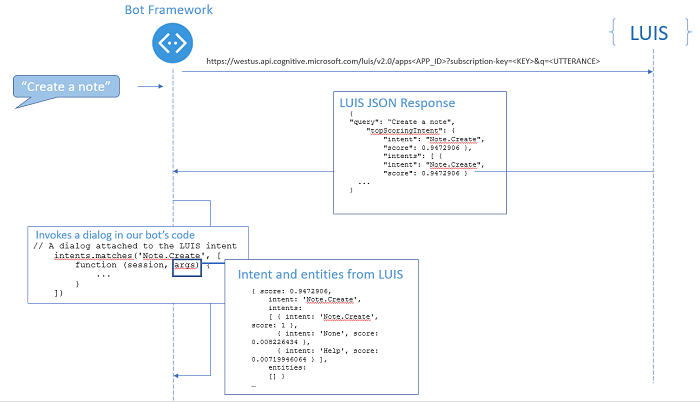 Bot Framework
{ LUIS }
https://westus.api.cognitive.microsoft.com/luis/v2.0/apps<APP_ID>?subscription-key=<KEY>&q=<UTTERANCE>
“Create a note”
LUIS JSON Response
{
"query": "Create a note",
"topScoringIntent": {
"intent": "Note.Create",
"score": 0.9472906 },
"intents": [ {
"intent": "Note.Create",
"score": 0.9472906 }
...
}
Invokes a dialog in our bot’s code
// A dialog attached to the LUIS intent
intents.matches('Note.Create', [
function (session, args) {
...
}
])
Intent and entities from LUIS
{ score: 0.9472906,
intent: 'Note.Create',
intents:
[ { intent: 'Note.Create',
score: 1 },
{ intent: 'None', score:
0.008226434 },
{ intent: 'Help', score:
0.00719946064 } ],
entities:
[] }
…